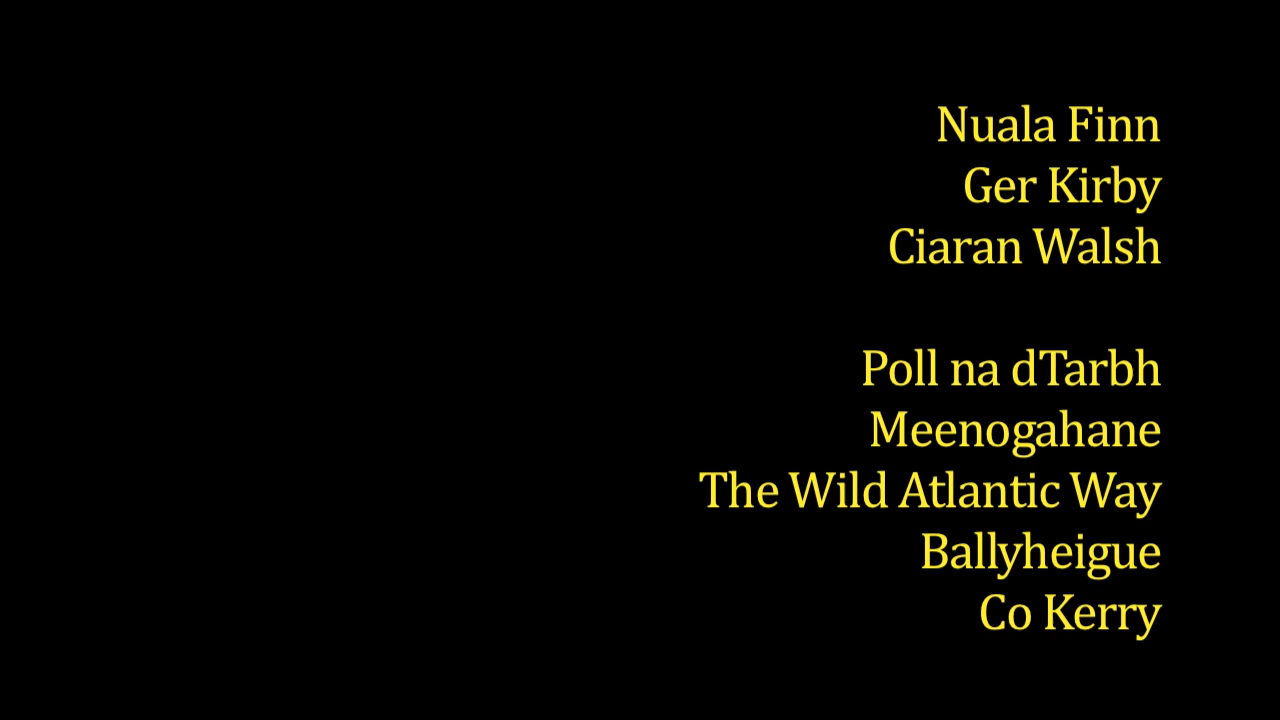 Nuala Finn
Ger Kirby
Ciaran Walsh
Poll na dTarbh
Meenogahane
The Wild Atlantic Way
Ballyheigue
Co Kerry